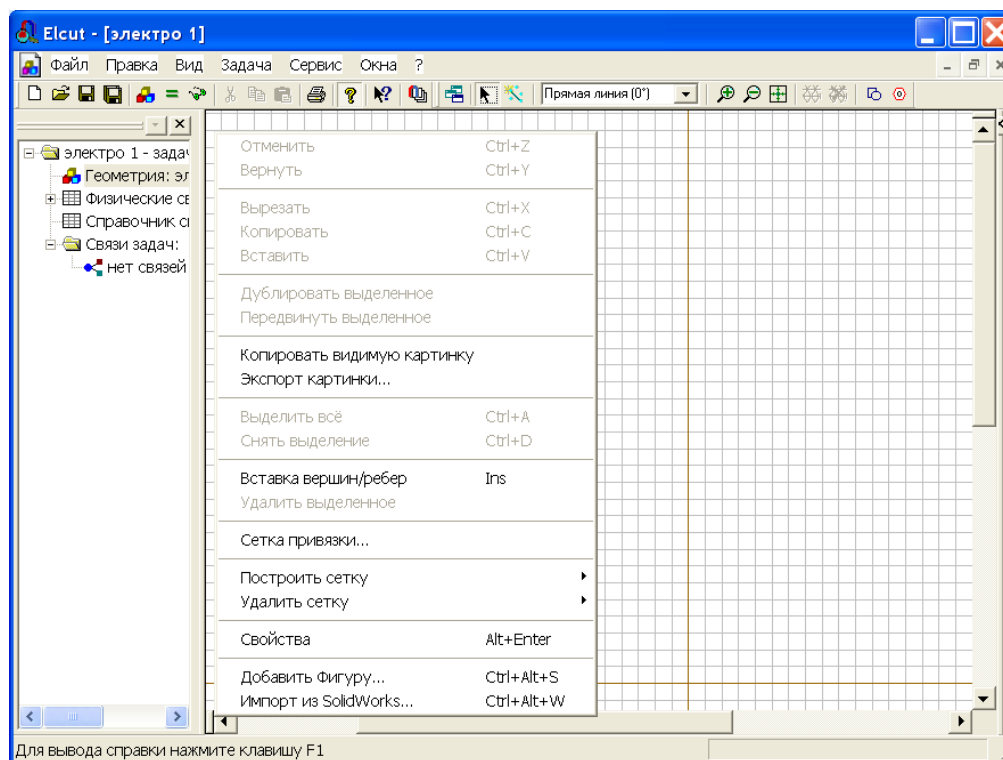 Elcut - [электро 1]
Файл Правка Вид Задача Сервис Окна ?
Прямая линия (0°)
электро 1 - задач
Геометрия: эл
Физические св
Справочник с
Связи задач:
нет связей
Отменить Ctrl+Z
Вернуть Ctrl+Y
Вырезать Ctrl+X
Копировать Ctrl+C
Вставить Ctrl+V
Дублировать выделенное
Передвинуть выделенное
Копировать видимую картинку
Экспорт картинки...
Выделить всё Ctrl+A
Снять выделение Ctrl+D
Вставка вершин/ребер Ins
Удалить выделенное
Сетка привязки...
Построить сетку
Удалить сетку
Свойства Alt+Enter
Добавить Фигуру... Ctrl+Alt+S
Импорт из SolidWorks... Ctrl+Alt+W
Для вывода справки нажмите клавишу F1